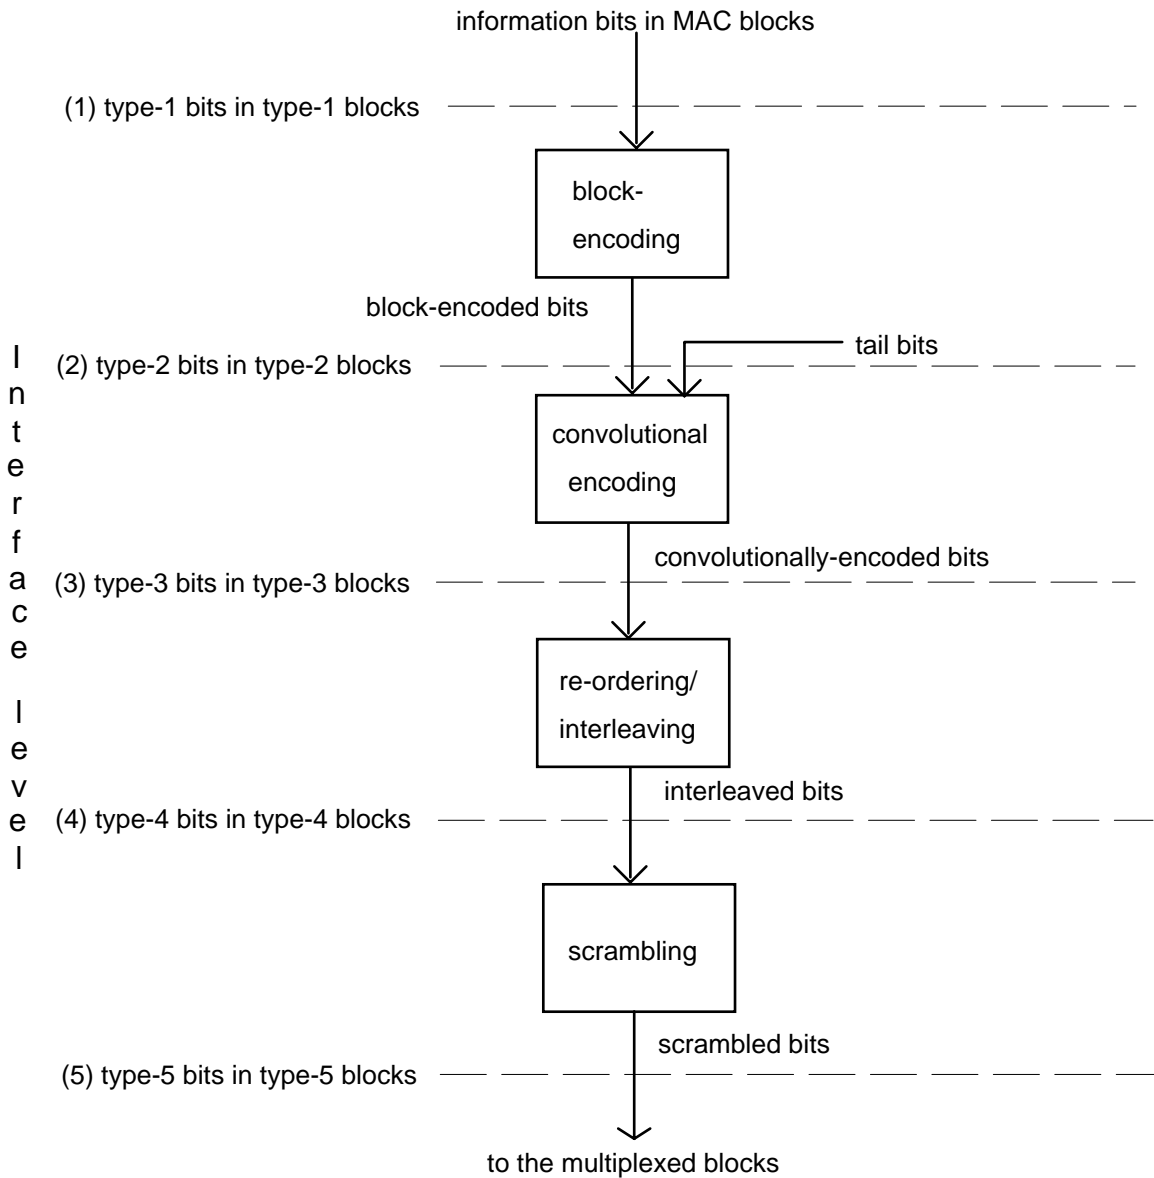 information bits in MAC blocks
(1) type-1 bits in type-1 blocks
block-
encoding
block-encoded bits
tail bits
(2) type-2 bits in type-2 blocks
convolutional
encoding
convolutionally-encoded bits
(3) type-3 bits in type-3 blocks
re-ordering/
interleaving
interleaved bits
(4) type-4 bits in type-4 blocks
scrambling
scrambled bits
(5) type-5 bits in type-5 blocks
to the multiplexed blocks
Interface level